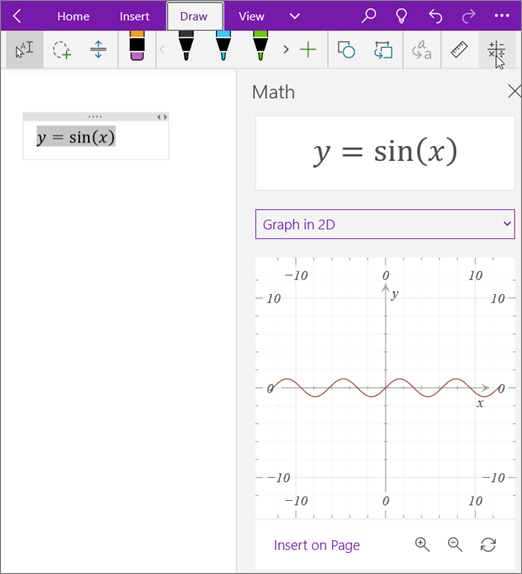 Home Insert Draw View
Math
y = sin(x)
y = sin(x)
Graph in 2D
−10 0 10
10 y 10
0 0
x
−10 −10
−10 0 10
Insert on Page